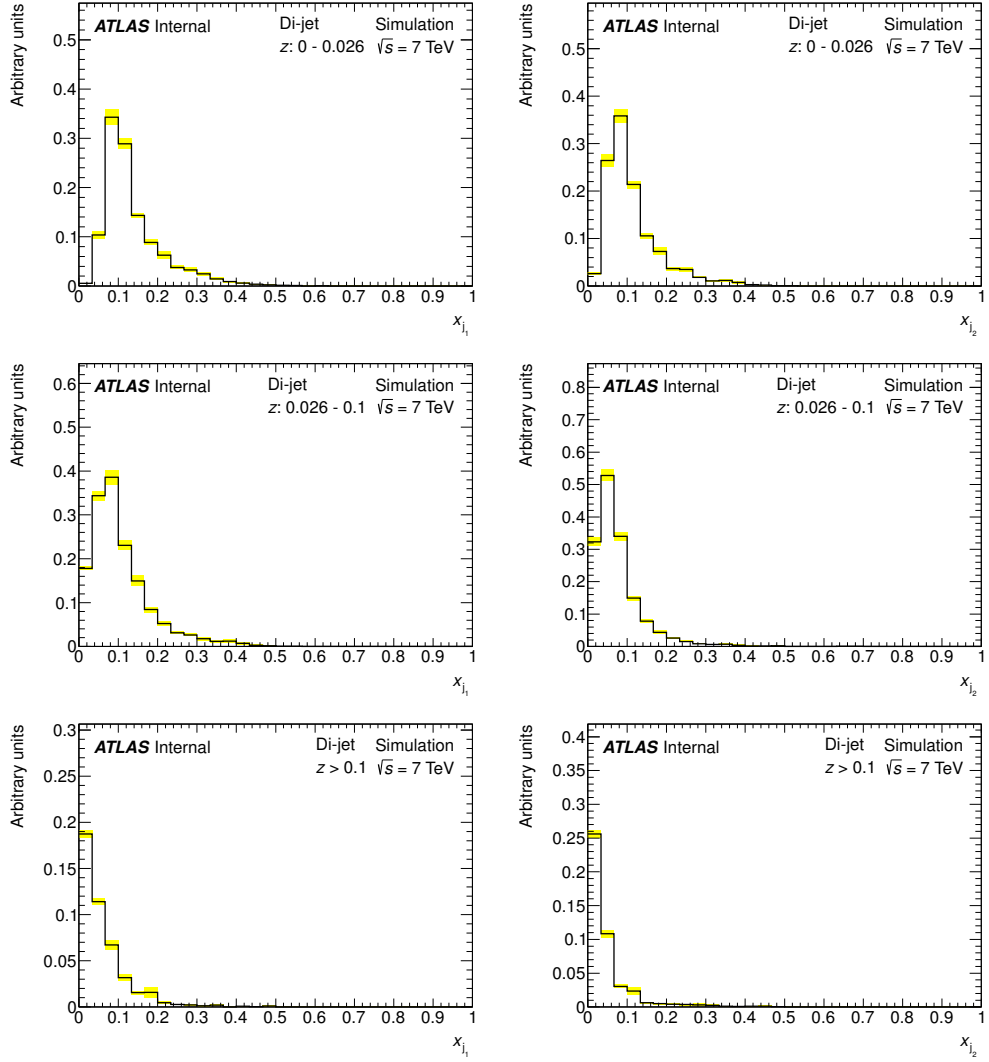 Arbitrary units
ATLAS Internal
Di-jet Simulation
z: 0 - 0.026 √s = 7 TeV
0.5
0.4
0.3
0.2
0.1
0
0 0.1 0.2 0.3 0.4 0.5 0.6 0.7 0.8 0.9 1
x_{j_1}
Arbitrary units
ATLAS Internal
Di-jet Simulation
z: 0 - 0.026 √s = 7 TeV
0.5
0.4
0.3
0.2
0.1
0
0 0.1 0.2 0.3 0.4 0.5 0.6 0.7 0.8 0.9 1
x_{j_2}
Arbitrary units
ATLAS Internal
Di-jet Simulation
z: 0.026 - 0.1 √s = 7 TeV
0.6
0.5
0.4
0.3
0.2
0.1
0
0 0.1 0.2 0.3 0.4 0.5 0.6 0.7 0.8 0.9 1
x_{j_1}
Arbitrary units
ATLAS Internal
Di-jet Simulation
z: 0.026 - 0.1 √s = 7 TeV
0.8
0.7
0.6
0.5
0.4
0.3
0.2
0.1
0
0 0.1 0.2 0.3 0.4 0.5 0.6 0.7 0.8 0.9 1
x_{j_2}
Arbitrary units
ATLAS Internal
Di-jet Simulation
z > 0.1 √s = 7 TeV
0.3
0.25
0.2
0.15
0.1
0.05
0
0 0.1 0.2 0.3 0.4 0.5 0.6 0.7 0.8 0.9 1
x_{j_1}
Arbitrary units
ATLAS Internal
Di-jet Simulation
z > 0.1 √s = 7 TeV
0.4
0.35
0.3
0.25
0.2
0.15
0.1
0.05
0
0 0.1 0.2 0.3 0.4 0.5 0.6 0.7 0.8 0.9 1
x_{j_2}